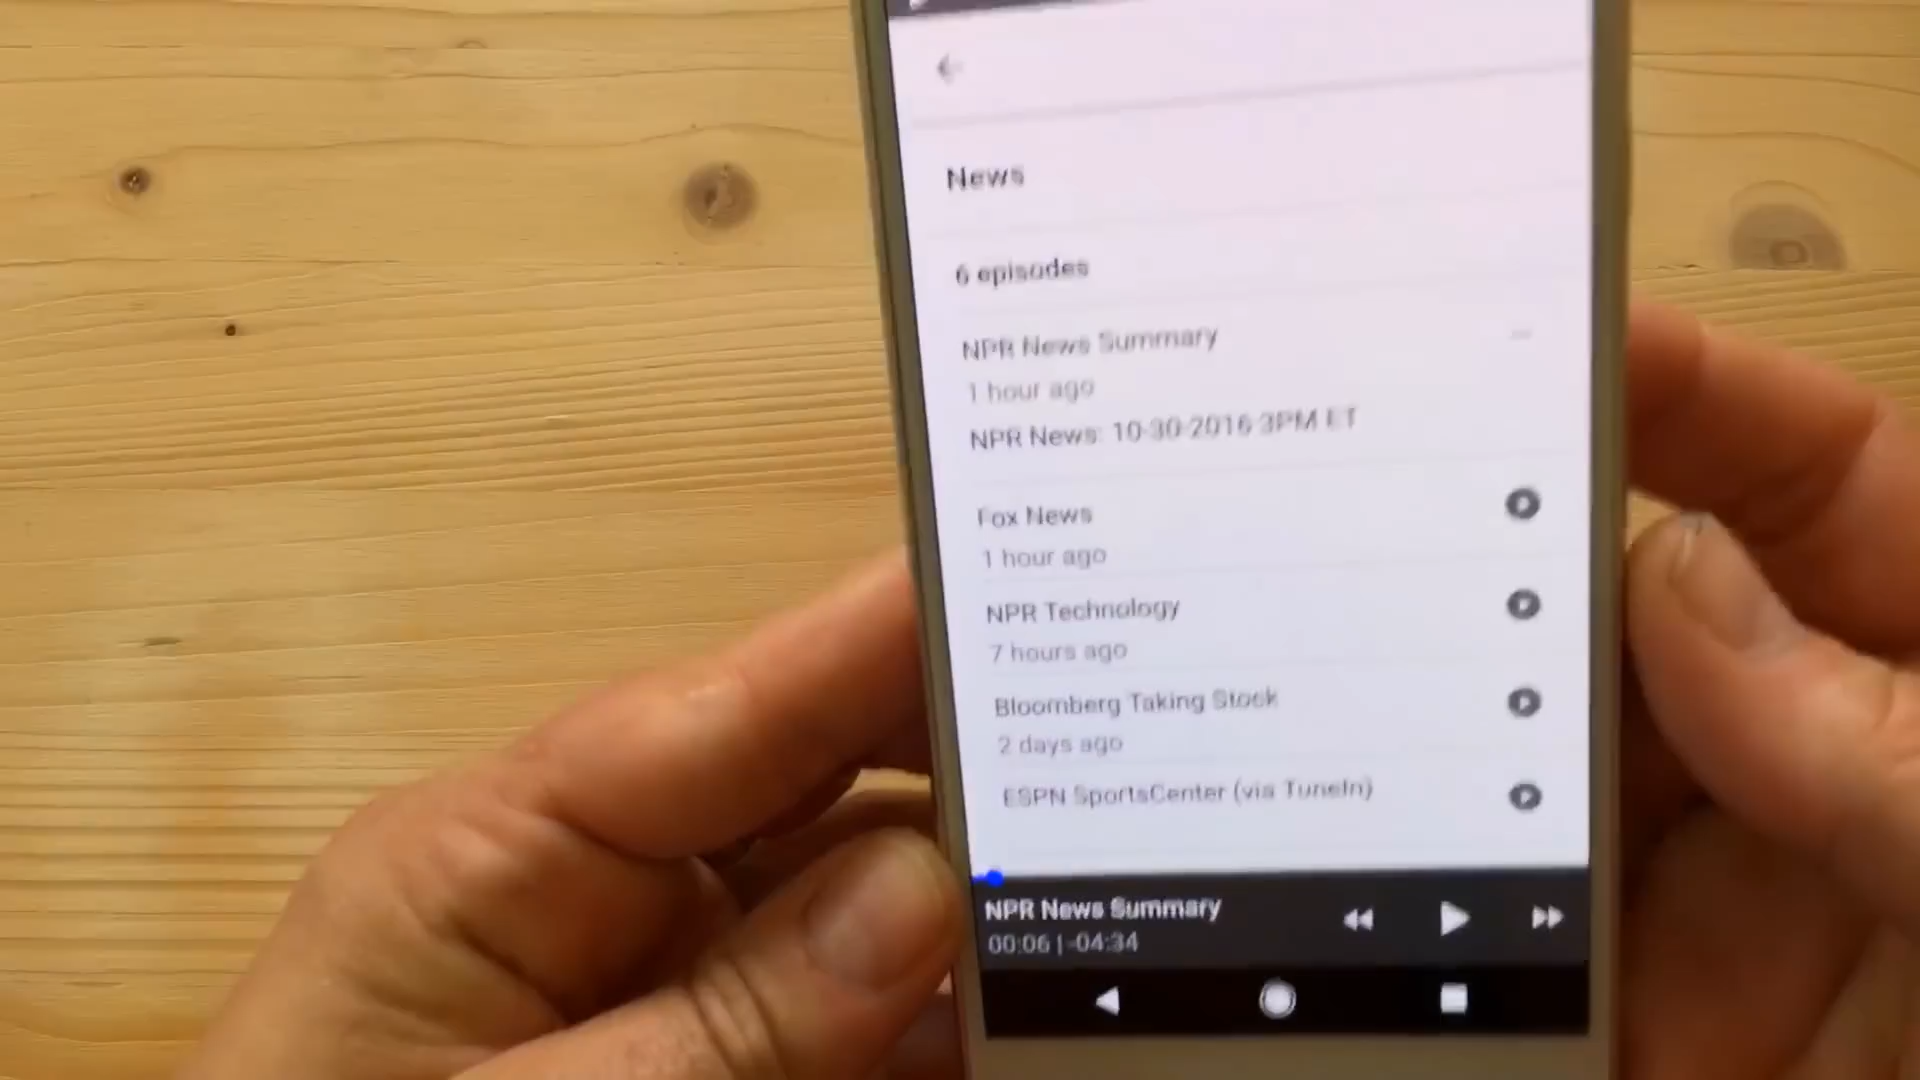 News
6 episodes
NPR News Summary
1 hour ago
NPR News: 10-30-2016 3PM ET
Fox News
1 hour ago
NPR Technology
7 hours ago
Bloomberg Taking Stock
2 days ago
ESPN SportsCenter (via TuneIn)
NPR News Summary
00:06 | -04:34